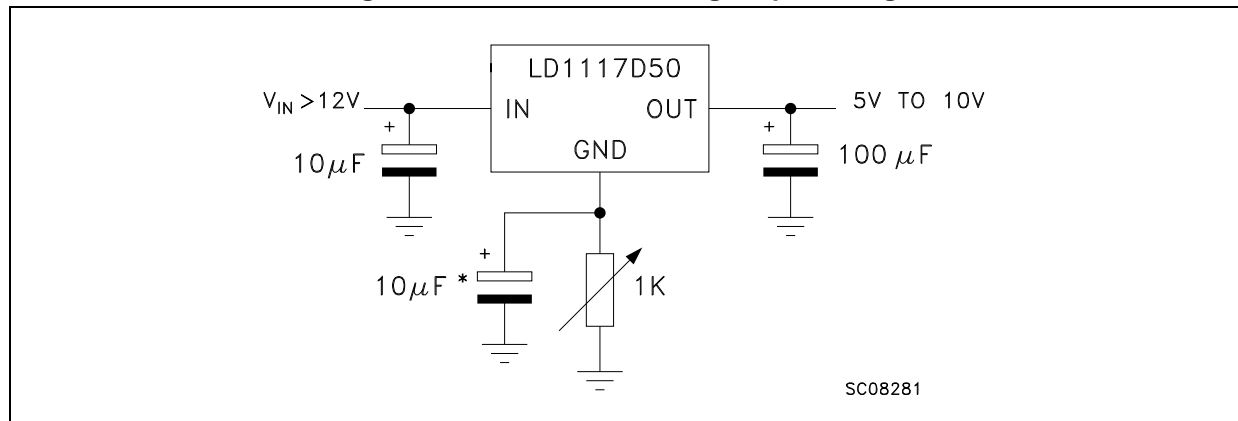 LD1117D50
V_IN >12V
IN
OUT
5V TO 10V
GND
+
10μF
+
100 μF
+
10μF *
1K
SC08281